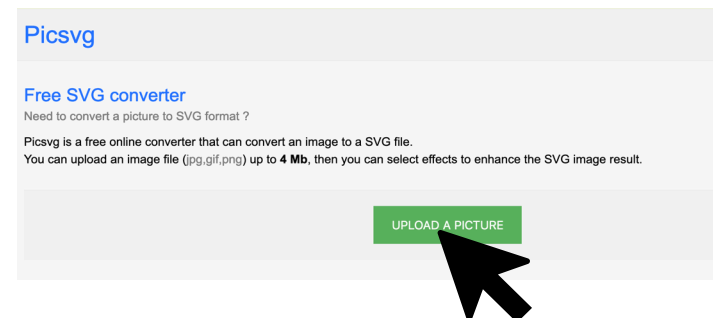 Picsvg
Free SVG converter
Need to convert a picture to SVG format ?
Picsvg is a free online converter that can convert an image to a SVG file.
You can upload an image file (jpg,gif,png) up to 4 Mb, then you can select effects to enhance the SVG image result.
UPLOAD A PICTURE